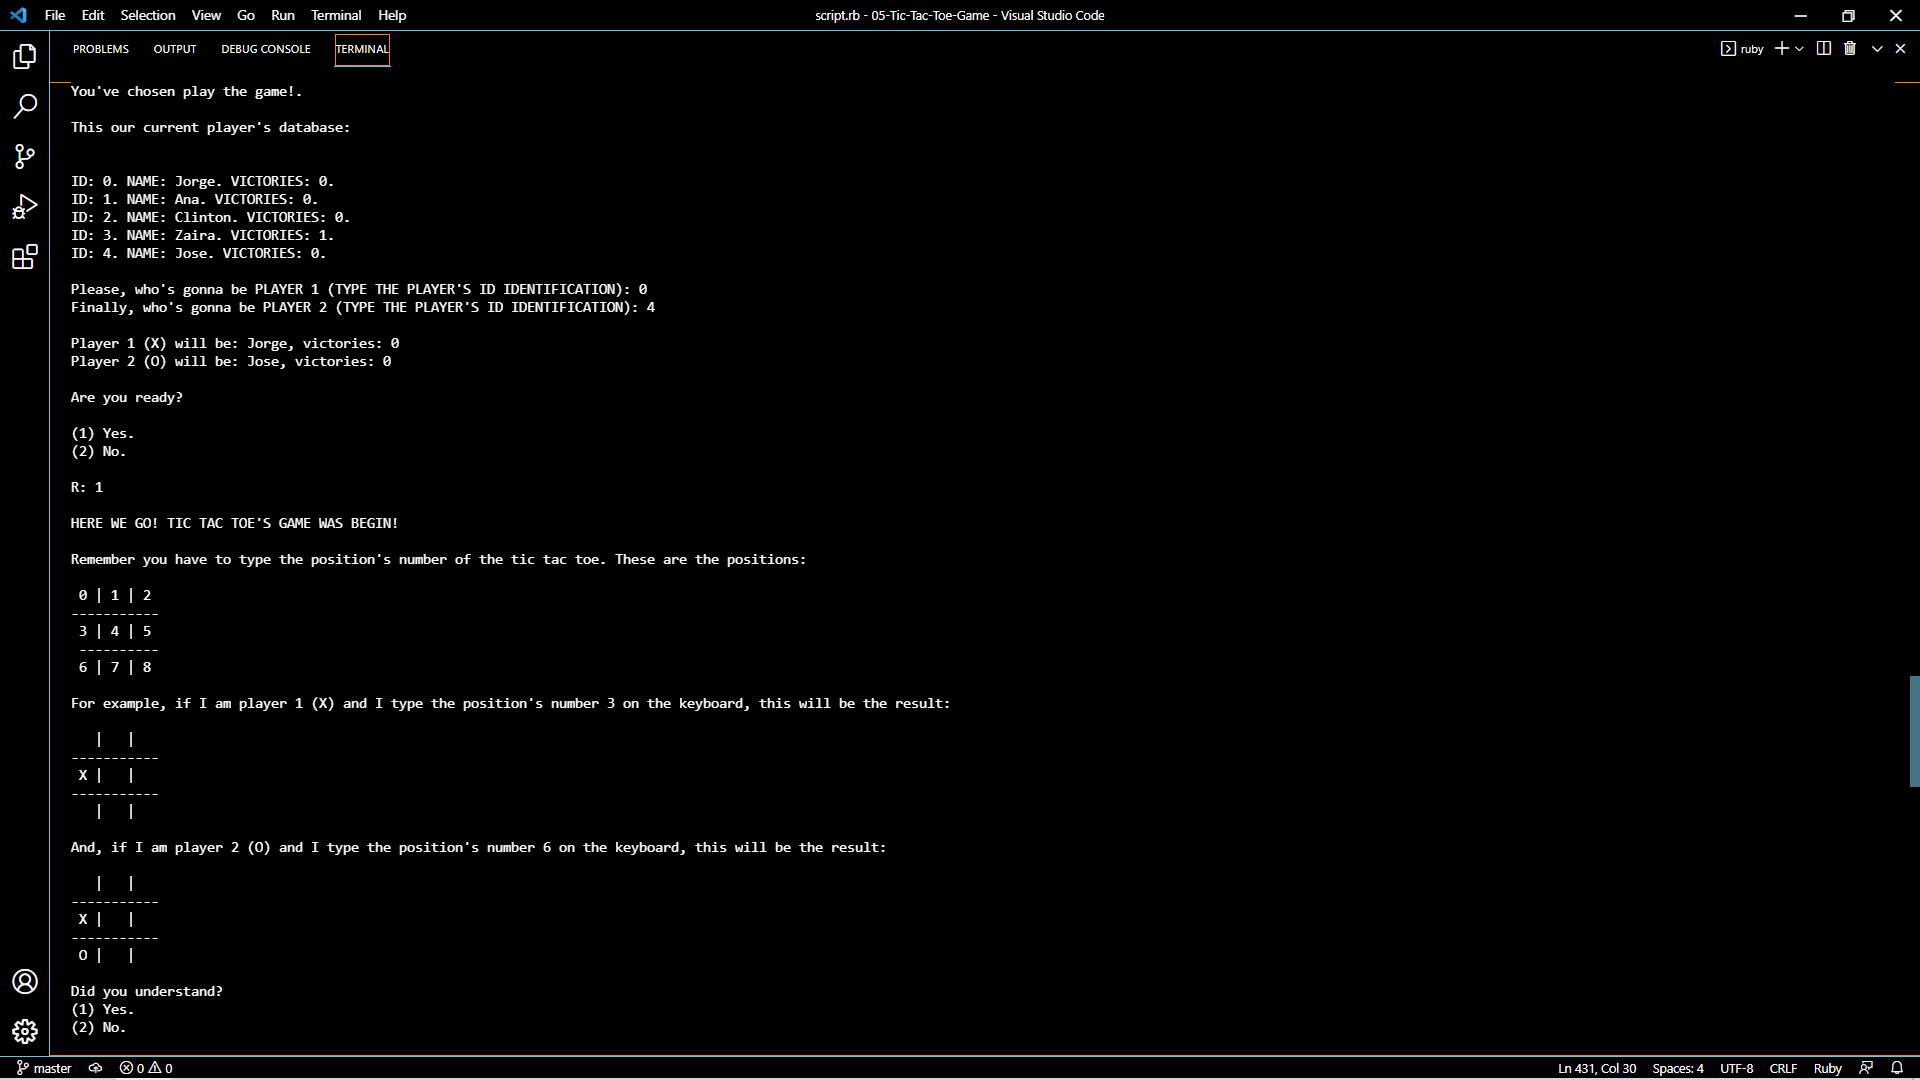 File Edit Selection View Go Run Terminal Help script.rb - 05-Tic-Tac-Toe-Game - Visual Studio Code
PROBLEMS OUTPUT DEBUG CONSOLE TERMINAL ruby
You've chosen play the game!.
This our current player's database:
ID: 0. NAME: Jorge. VICTORIES: 0.
ID: 1. NAME: Ana. VICTORIES: 0.
ID: 2. NAME: Clinton. VICTORIES: 0.
ID: 3. NAME: Zaira. VICTORIES: 1.
ID: 4. NAME: Jose. VICTORIES: 0.
Please, who's gonna be PLAYER 1 (TYPE THE PLAYER'S ID IDENTIFICATION): 0
Finally, who's gonna be PLAYER 2 (TYPE THE PLAYER'S ID IDENTIFICATION): 4
Player 1 (X) will be: Jorge, victories: 0
Player 2 (O) will be: Jose, victories: 0
Are you ready?
(1) Yes.
(2) No.
R: 1
HERE WE GO! TIC TAC TOE'S GAME WAS BEGIN!
Remember you have to type the position's number of the tic tac toe. These are the positions:
 0 | 1 | 2
-----------
 3 | 4 | 5
 ----------
 6 | 7 | 8
For example, if I am player 1 (X) and I type the position's number 3 on the keyboard, this will be the result:
   |   |
-----------
 X |   |
-----------
   |   |
And, if I am player 2 (O) and I type the position's number 6 on the keyboard, this will be the result:
   |   |
-----------
 X |   |
-----------
 O |   |
Did you understand?
(1) Yes.
(2) No.
master 0 0 Ln 431, Col 30 Spaces: 4 UTF-8 CRLF Ruby